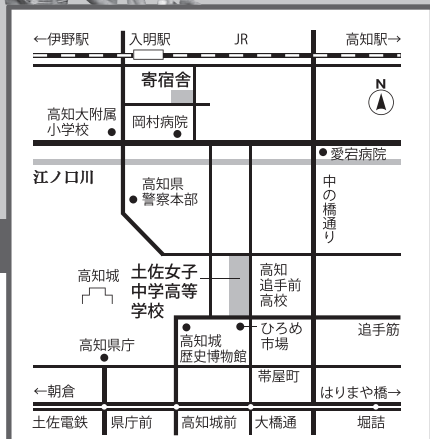 ←伊野駅
入明駅
JR
高知駅→
寄宿舎
N
高知大附属
小学校
岡村病院
愛宕病院
江ノ口川
高知県
警察本部
中の橋通り
高知城
土佐女子
中学高等
学校
高知
追手前
高校
高知県庁
高知城
歴史博物館
ひろめ
市場
追手筋
帯屋町
←朝倉
はりまや橋→
土佐電鉄
県庁前
高知城前
大橋通
堀詰